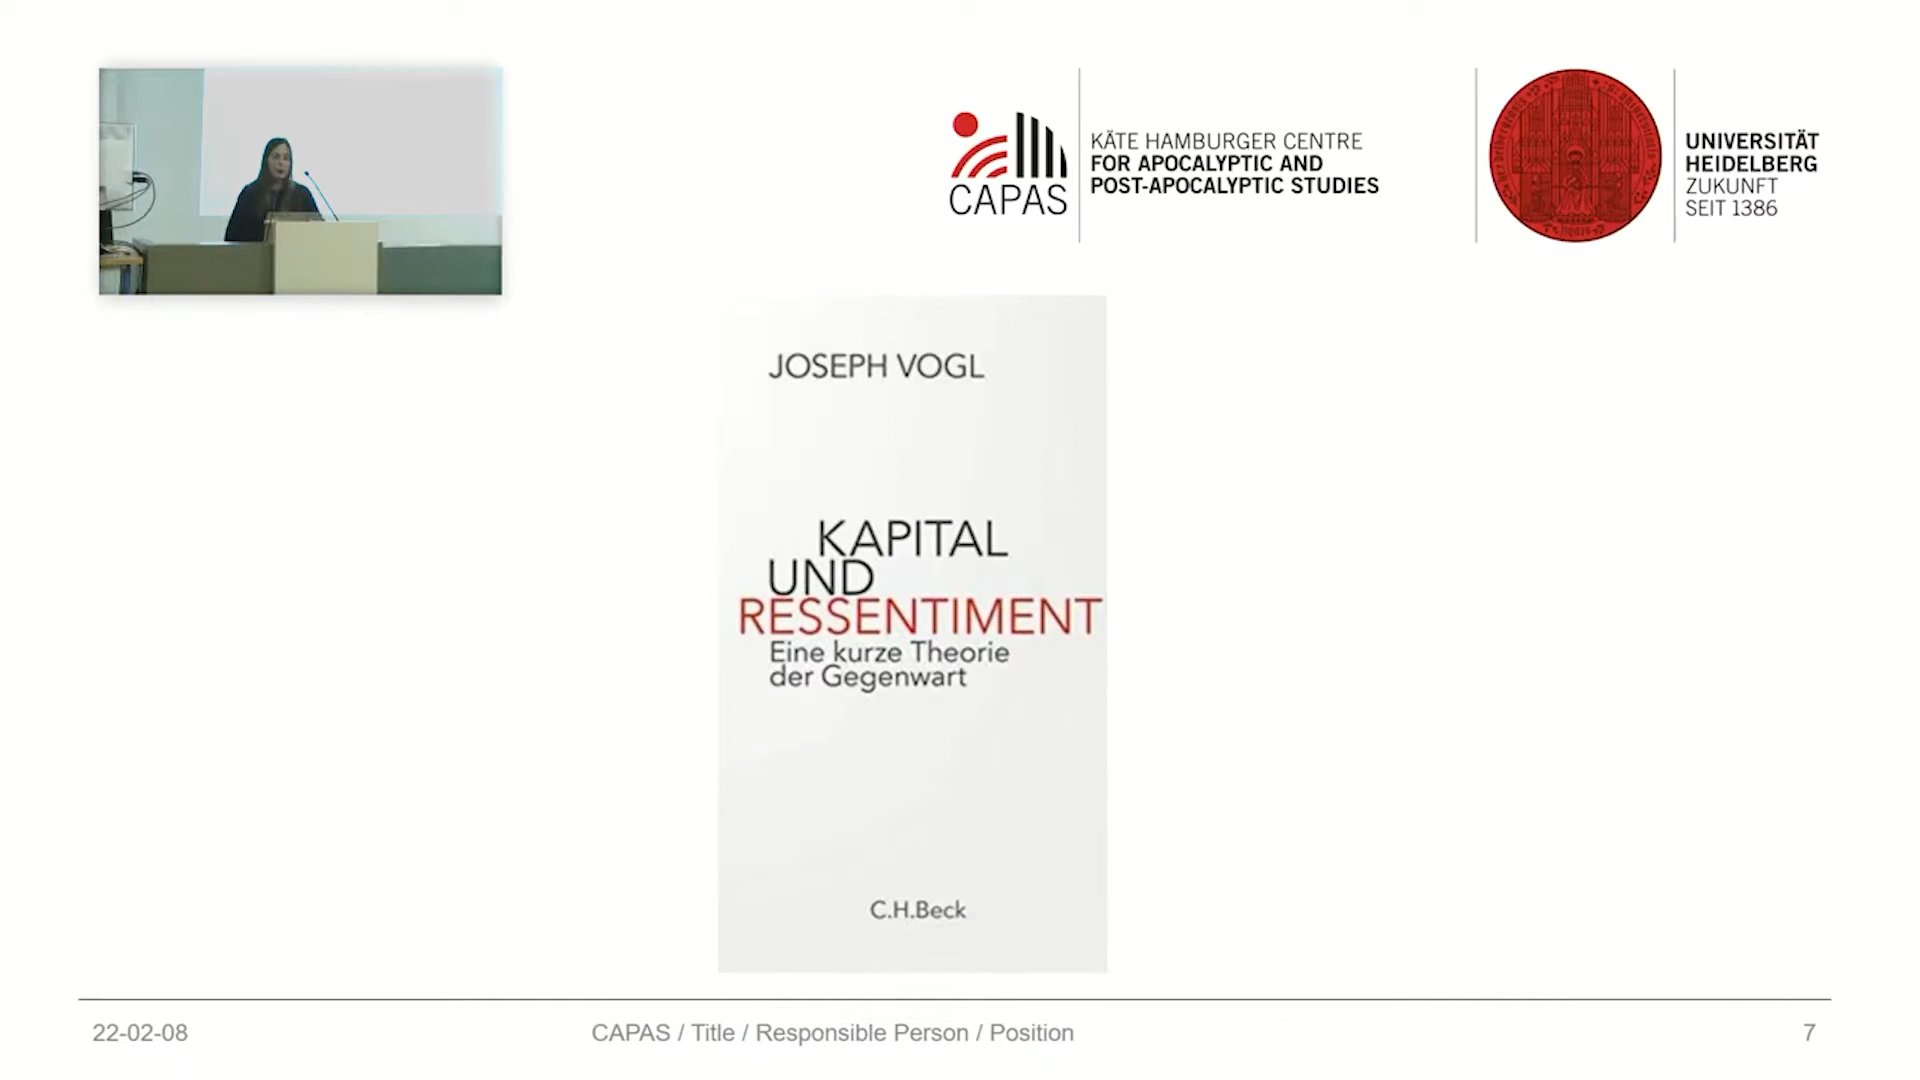 CAPAS
KÄTE HAMBURGER CENTRE
FOR APOCALYPTIC AND
POST-APOCALYPTIC STUDIES
UNIVERSITÄT
HEIDELBERG
ZUKUNFT
SEIT 1386
JOSEPH VOGL
KAPITAL
UND
RESSENTIMENT
Eine kurze Theorie
der Gegenwart
C.H.Beck
22-02-08
CAPAS / Title / Responsible Person / Position
7